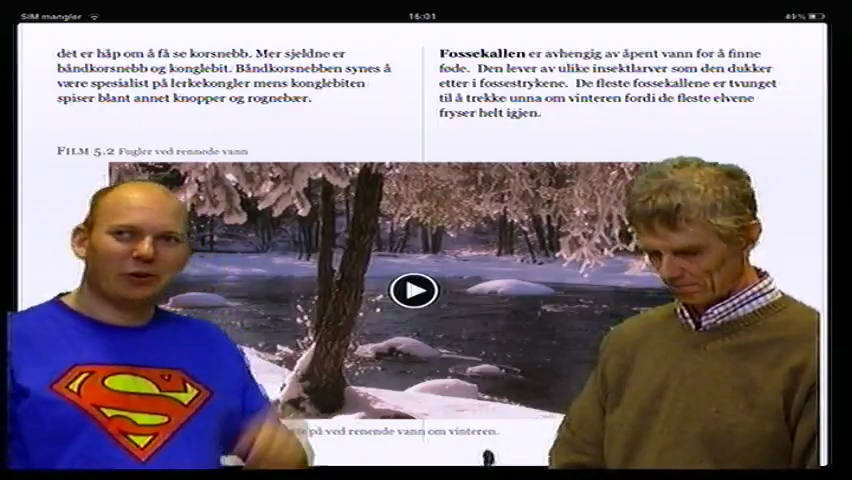 SIM mangler
16:01
49 %
det er håp om å få se korsnebb. Mer sjeldne er
båndkorsnebb og konglebit. Båndkorsnebben synes å
være spesialist på lerkekongler mens konglebiten
spiser blant annet knopper og rognebær.
Fossekallen er avhengig av åpent vann for å finne
føde. Den lever av ulike insektlarver som den dukker
etter i fossestrykene. De fleste fossekallene er tvunget
til å trekke unna om vinteren fordi de fleste elvene
fryser helt igjen.
FILM 5.2 Fugler ved rennede vann
på ved renende vann om vinteren.